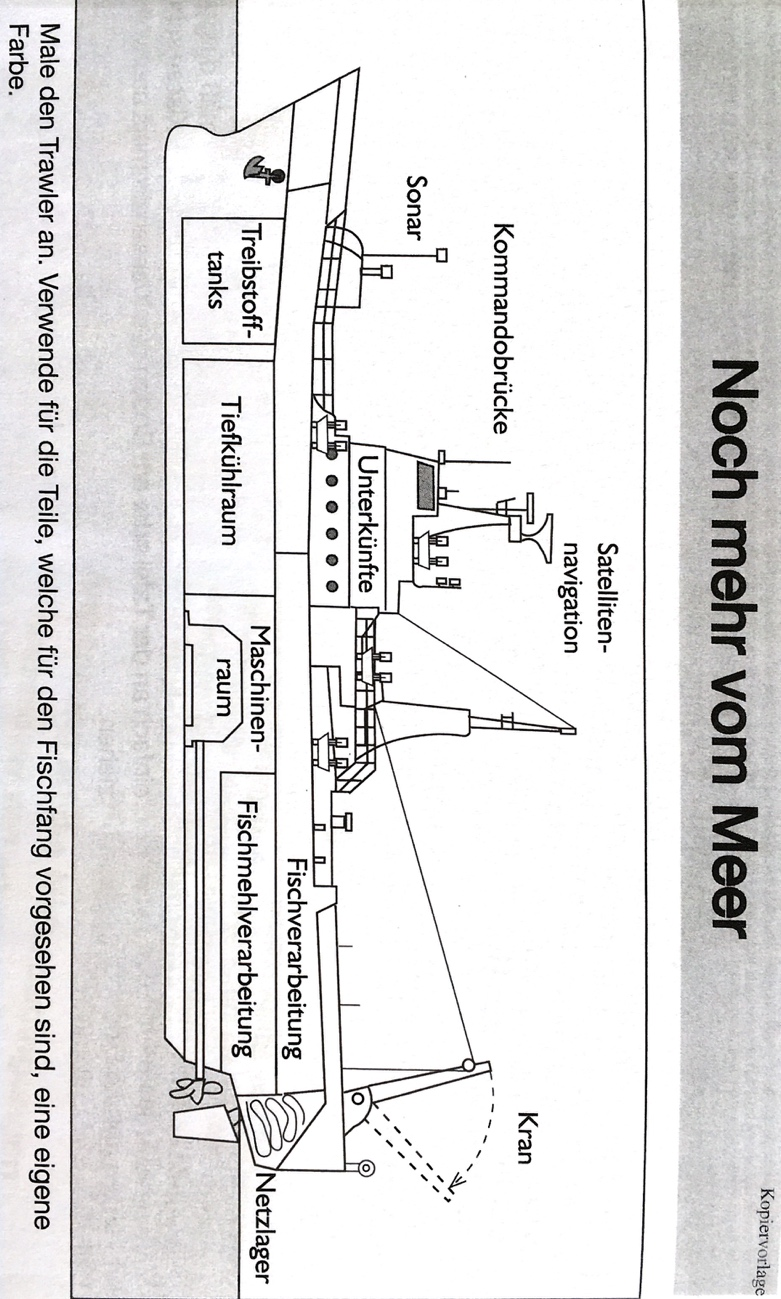 Kopiervorlage
Noch mehr vom Meer
Satelliten-
navigation
Kommandobrücke
Kran
Sonar
Unterkünfte
Fischverarbeitung
Treibstoff-
tanks
Tiefkühlraum
Maschinen-
raum
Fischmehlverarbeitung
Netzlager
Male den Trawler an. Verwende für die Teile, welche für den Fischfang vorgesehen sind, eine eigene
Farbe.